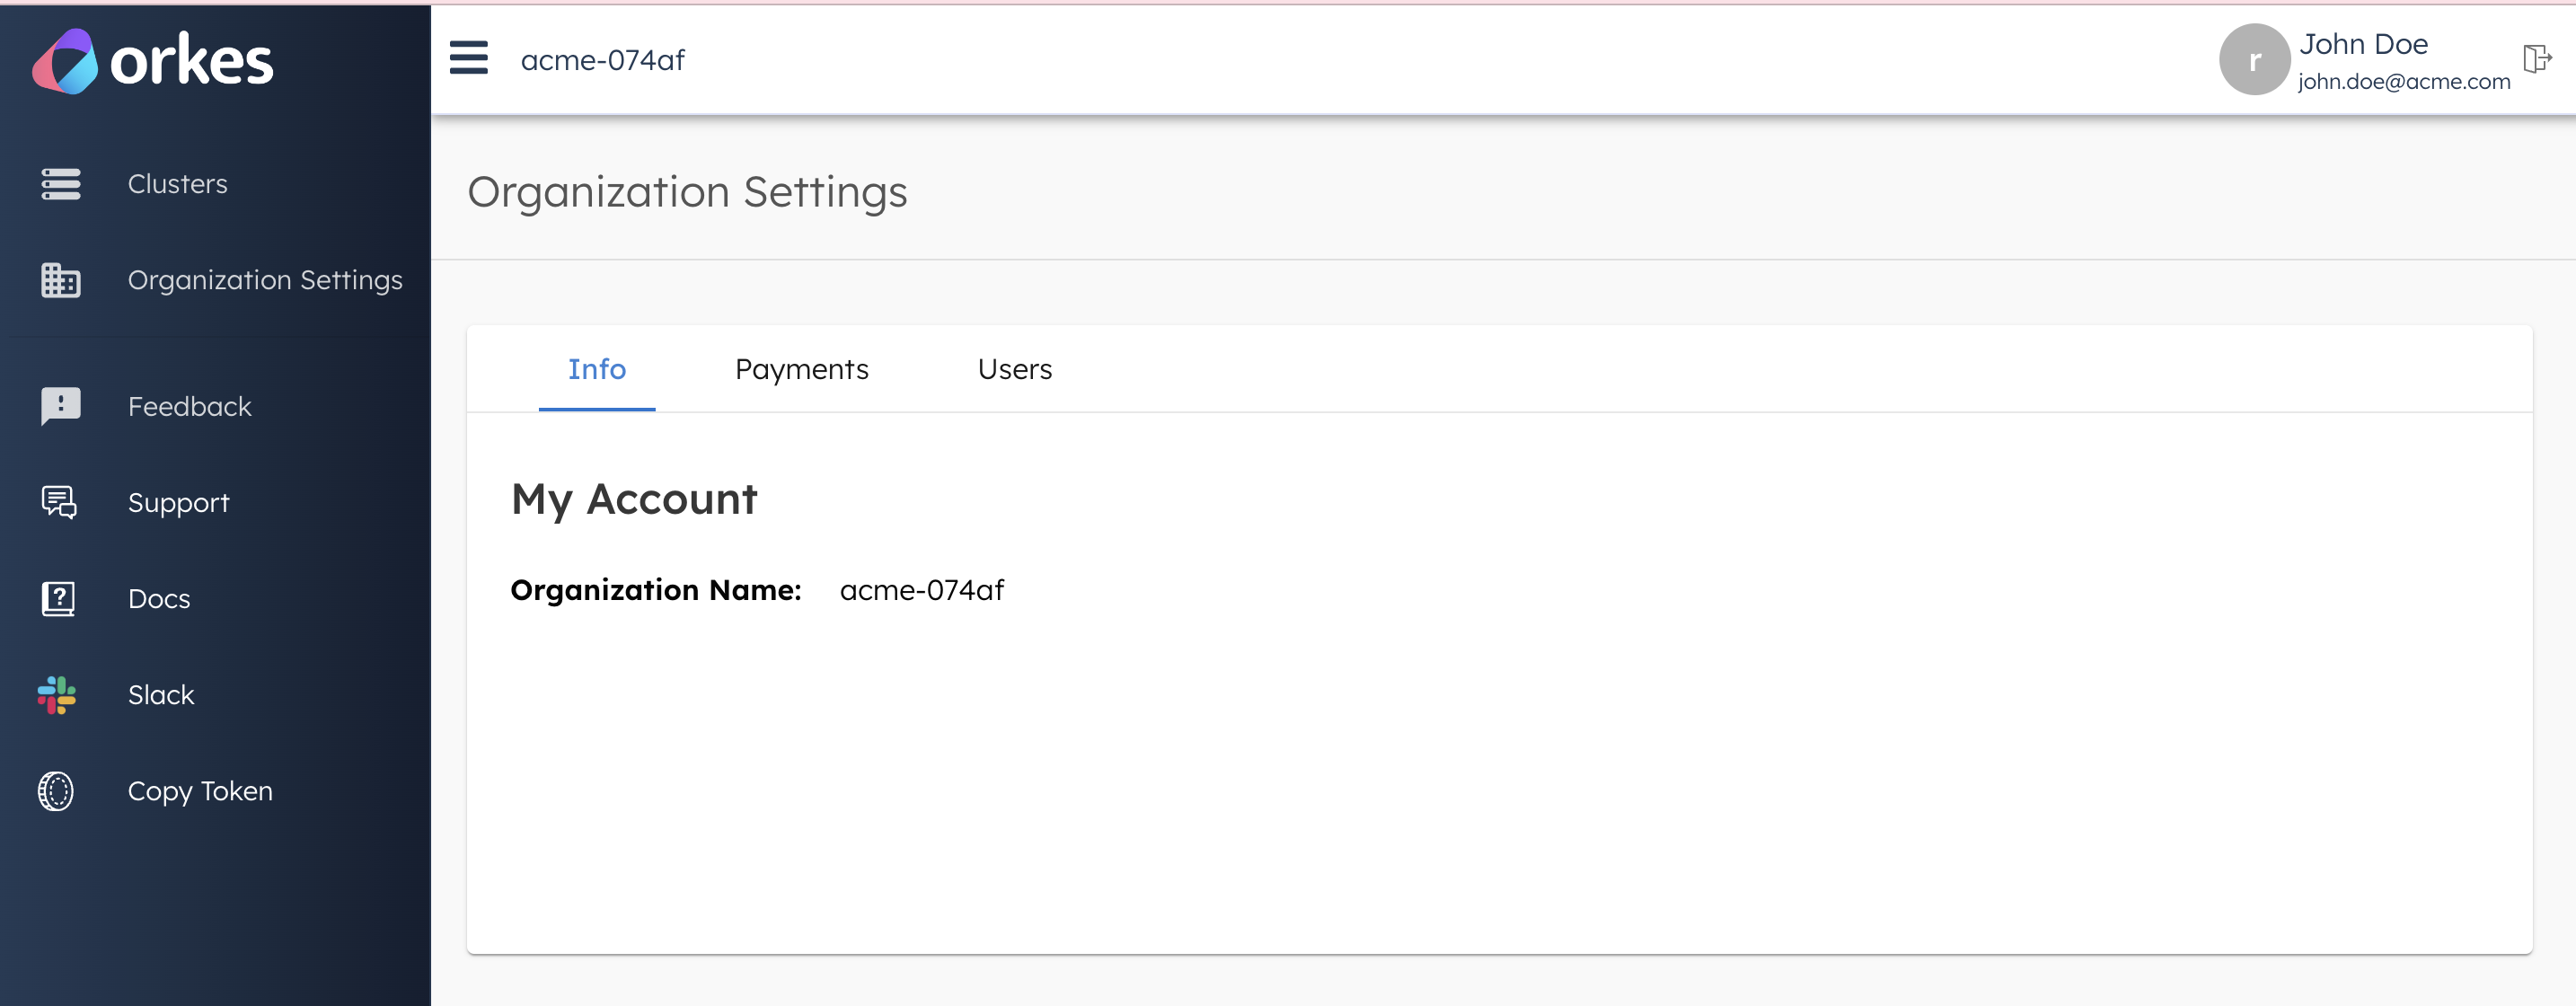 orkes
Clusters
Organization Settings
Feedback
Support
Docs
Slack
Copy Token
acme-074af
r
John Doe
john.doe@acme.com
Organization Settings
Info Payments Users
My Account
Organization Name: acme-074af